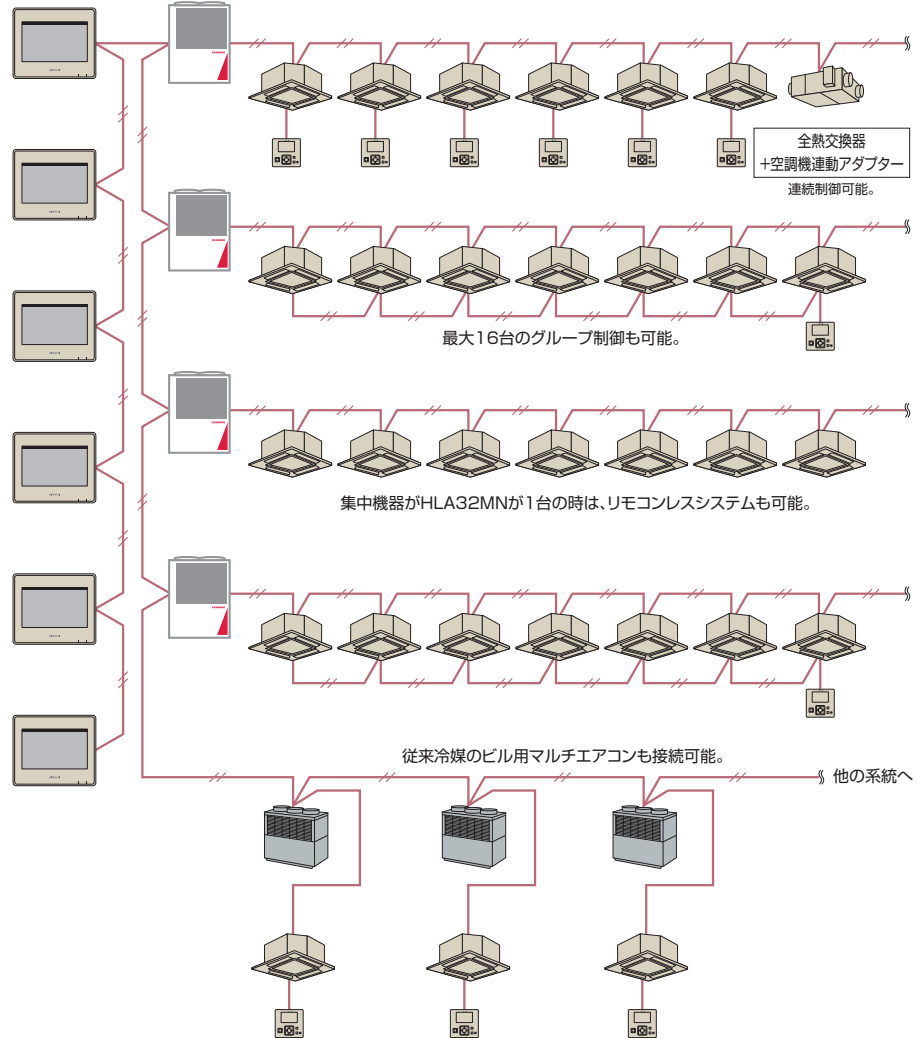 全熱交換器
+空調機連動アダプター
連続制御可能。
最大16台のグループ制御も可能。
集中機器がHLA32MNが1台の時は、リモコンレスシステムも可能。
従来冷媒のビル用マルチエアコンも接続可能。
他の系統へ